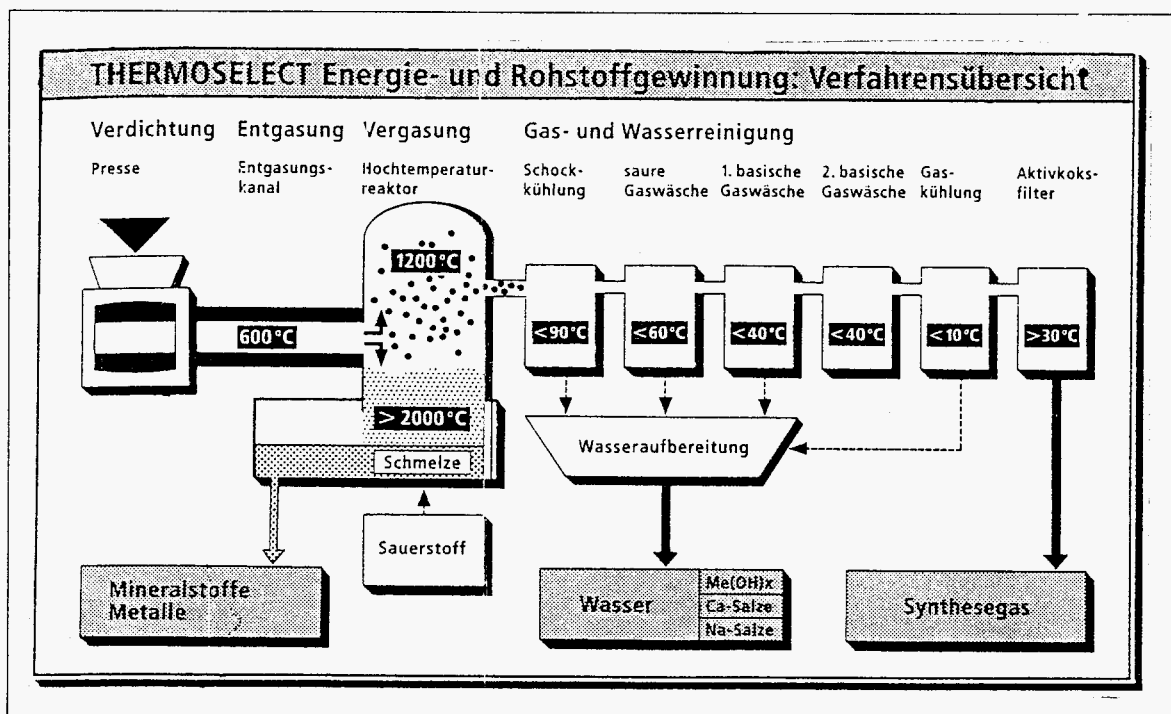 THERMOSELECT Energie- und Rohstoffgewinnung: Verfahrensübersicht
Verdichtung
Entgasung
Vergasung
Gas- und Wasserreinigung
Presse
Entgasungs-
kanal
Hochtemperatur-
reaktor
Schock-
kühlung
saure
Gaswäsche
1. basische
Gaswäsche
2. basische
Gaswäsche
Gas-
kühlung
Aktivkoks-
filter
1200°C
600°C
<90°C
<60°C
<40°C
<40°C
<10°C
>30°C
> 2000°C
Schmelze
Wasseraufbereitung
Sauerstoff
Mineralstoffe
Metalle
Wasser
Me(OH)x
Ca-Salze
Na-Salze
Synthesegas